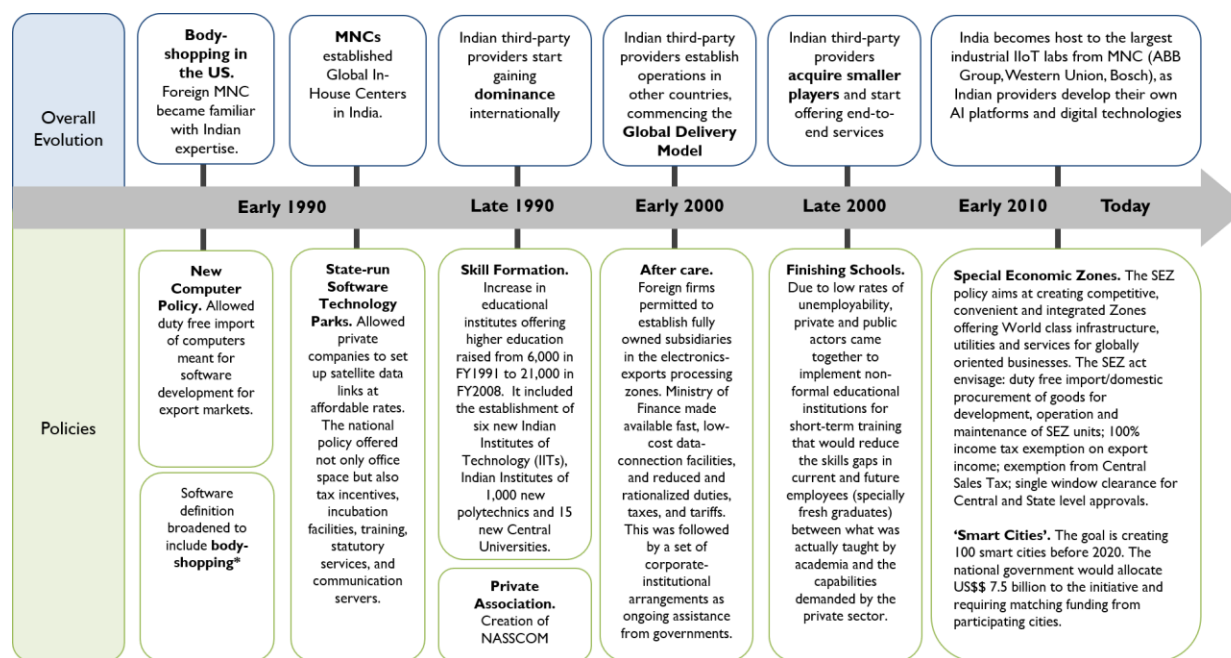 Overall
Evolution
Body-
shopping in
the US.
Foreign MNC
became familiar
with Indian
expertise.
MNCs
established
Global In-
House Centers
in India.
Indian third-party
providers start
gaining
dominance
internationally
Indian third-party
providers establish
operations in
other countries,
commencing the
Global Delivery
Model
Indian third-party
providers
acquire smaller
players and start
offering end-to-
end services
India becomes host to the largest
industrial IIoT labs from MNC (ABB
Group, Western Union, Bosch), as
Indian providers develop their own
AI platforms and digital technologies
Early 1990
Late 1990
Early 2000
Late 2000
Early 2010
Today
Policies
New
Computer
Policy. Allowed
duty free import
of computers
meant for
software
development for
export markets.
Software
definition
broadened to
include body-
shopping*
State-run
Software
Technology
Parks. Allowed
private
companies to set
up satellite data
links at
affordable rates.
The national
policy offered
not only office
space but also
tax incentives,
incubation
facilities, training,
statutory
services, and
communication
servers.
Skill Formation.
Increase in
educational
institutes offering
higher education
raised from 6,000 in
FY1991 to 21,000 in
FY2008. It included
the establishment of
six new Indian
Institutes of
Technology (IITs),
Indian Institutes of
1,000 new
polytechnics and 15
new Central
Universities.
Private
Association.
Creation of
NASSCOM
After care.
Foreign firms
permitted to
establish fully
owned subsidiaries
in the electronics-
exports processing
zones. Ministry of
Finance made
available fast, low-
cost data-
connection facilities,
and reduced and
rationalized duties,
taxes, and tariffs.
This was followed
by a set of
corporate-
institutional
arrangements as
ongoing assistance
from governments.
Finishing Schools.
Due to low rates of
unemployability,
private and public
actors came
together to
implement non-
formal educational
institutions for
short-term training
that would reduce
the skills gaps in
current and future
employees (specially
fresh graduates)
between what was
actually taught by
academia and the
capabilities
demanded by the
private sector.
Special Economic Zones. The SEZ
policy aims at creating competitive,
convenient and integrated Zones
offering World class infrastructure,
utilities and services for globally
oriented businesses. The SEZ act
envisage: duty free import/domestic
procurement of goods for
development, operation and
maintenance of SEZ units; 100%
income tax exemption on export
income; exemption from Central
Sales Tax; single window clearance for
Central and State level approvals.
‘Smart Cities’. The goal is creating
100 smart cities before 2020. The
national government would allocate
US$$ 7.5 billion to the initiative and
requiring matching funding from
participating cities.